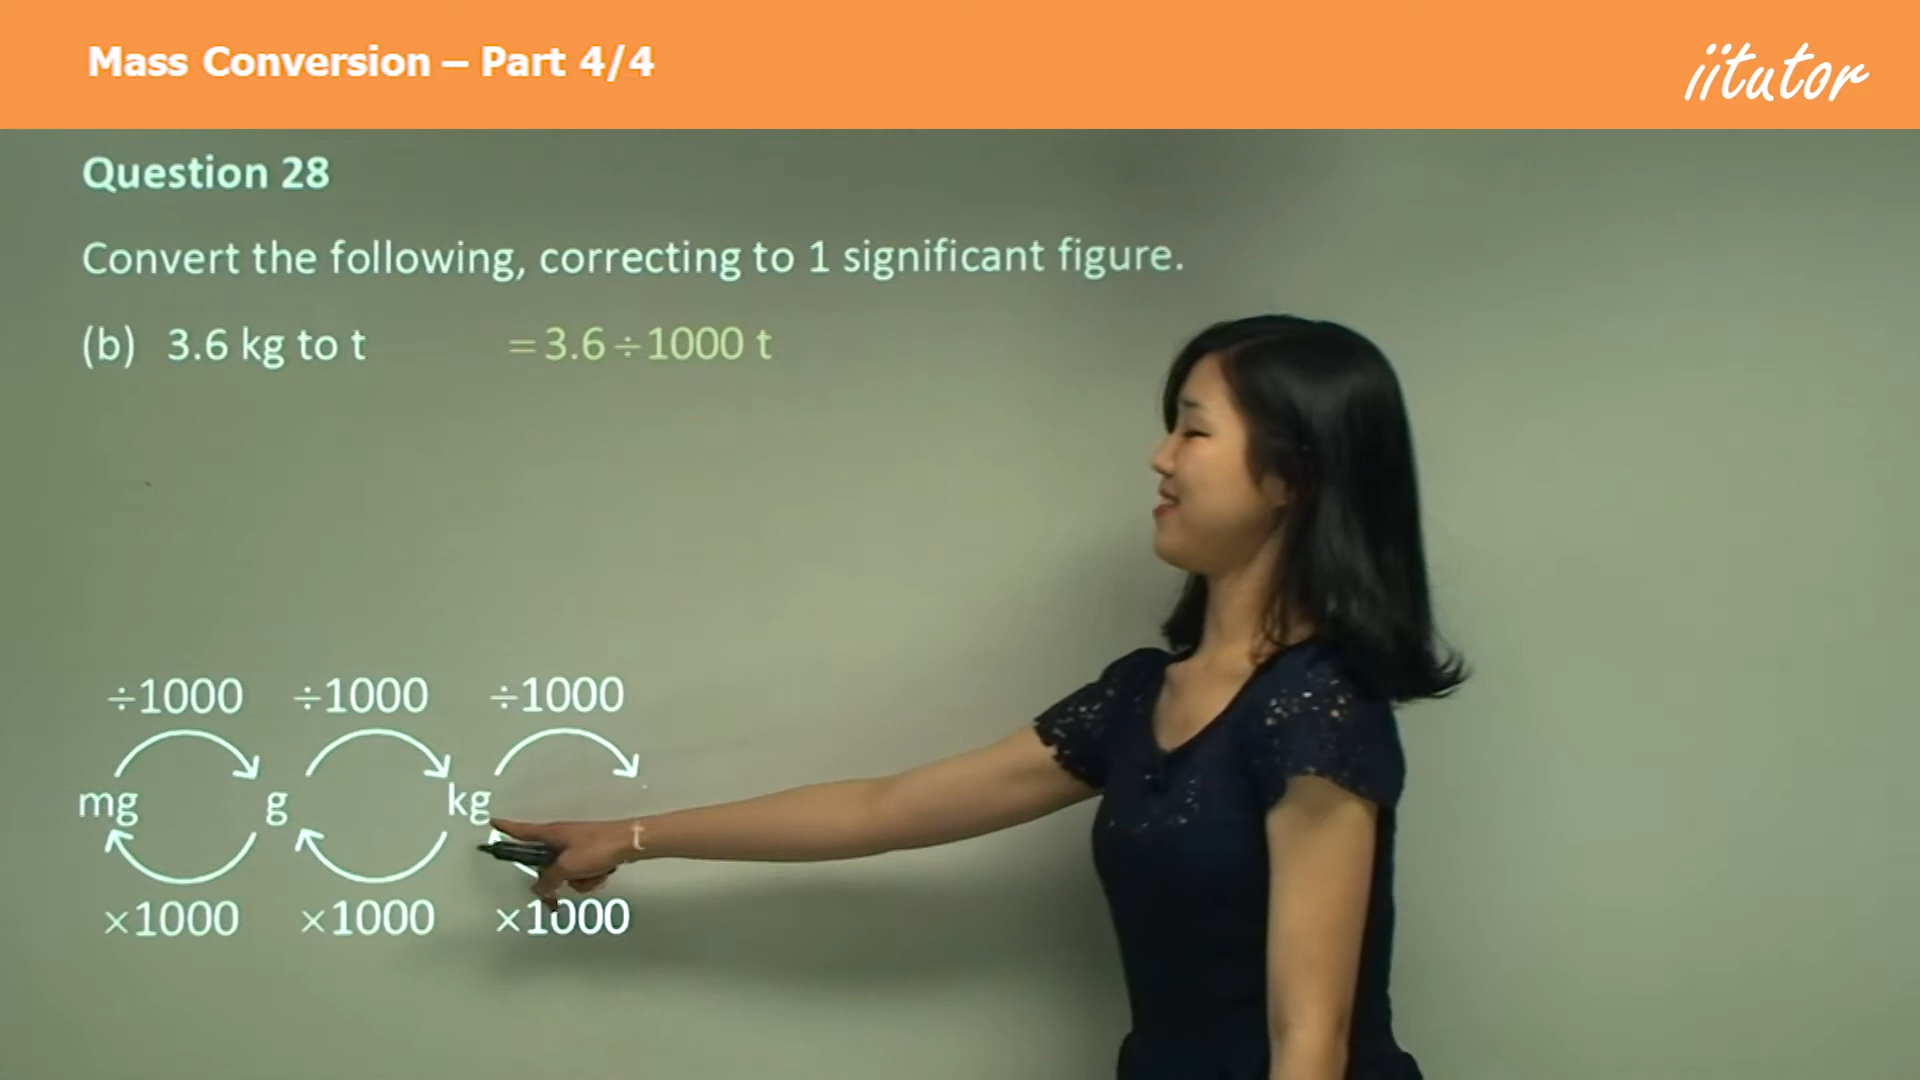 Mass Conversion – Part 4/4
iitutor
Question 28
Convert the following, correcting to 1 significant figure.
(b) 3.6 kg to t = 3.6 ÷ 1000 t
÷1000 ÷1000 ÷1000
mg g kg t
×1000 ×1000 ×1000